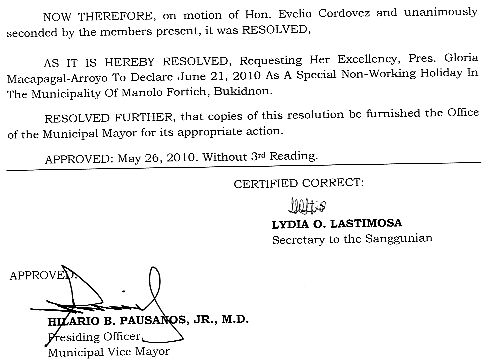 NOW THEREFORE, on motion of Hon. Evelio Cordovez and unanimously
seconded by the members present, it was RESOLVED,
AS IT IS HEREBY RESOLVED, Requesting Her Excellency, Pres. Gloria
Macapagal-Arroyo To Declare June 21, 2010 As A Special Non-Working Holiday In
The Municipality Of Manolo Fortich, Bukidnon.
RESOLVED FURTHER, that copies of this resolution be furnished the Office
of the Municipal Mayor for its appropriate action.
APPROVED: May 26, 2010. Without 3rd Reading.
CERTIFIED CORRECT:
LYDIA O. LASTIMOSA
Secretary to the Sanggunian
APPROVED:
HILARIO B. PAUSANOS, JR., M.D.
Presiding Officer
Municipal Vice Mayor